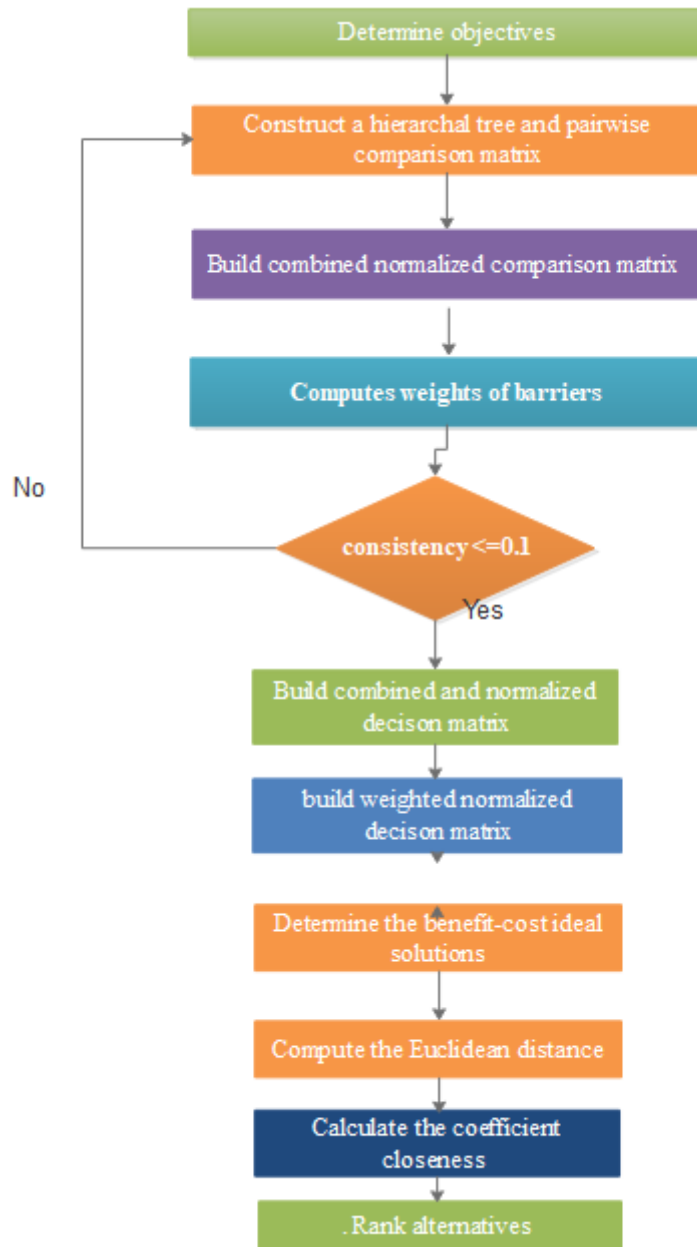 Determine objectives
Construct a hierarchal tree and pairwise
comparison matrix
Build combined normalized comparison matrix
Computes weights of barriers
No
consistency <=0.1
Yes
Build combined and normalized
decison matrix
build weighted normalized
decison matrix
Determine the benefit-cost ideal
solutions
Compute the Euclidean distance
Calculate the coefficient
closeness
. Rank alternatives